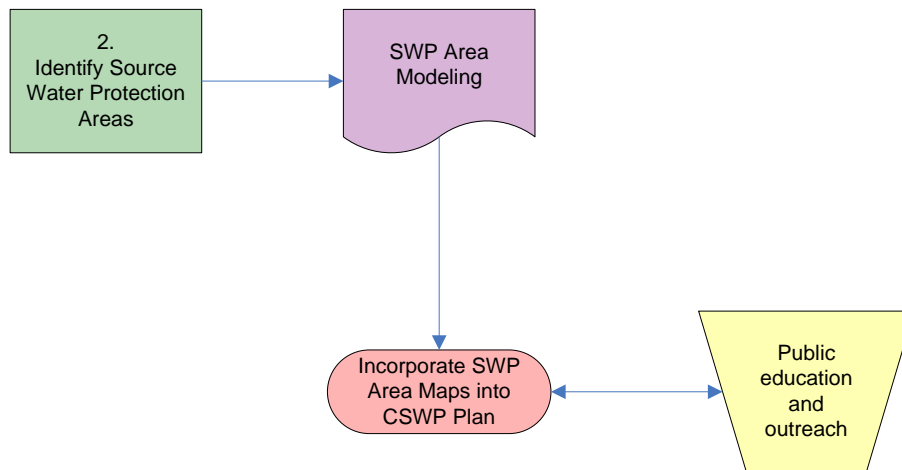 2.
Identify Source
Water Protection
Areas
SWP Area
Modeling
Incorporate SWP
Area Maps into
CSWP Plan
Public
education
and
outreach